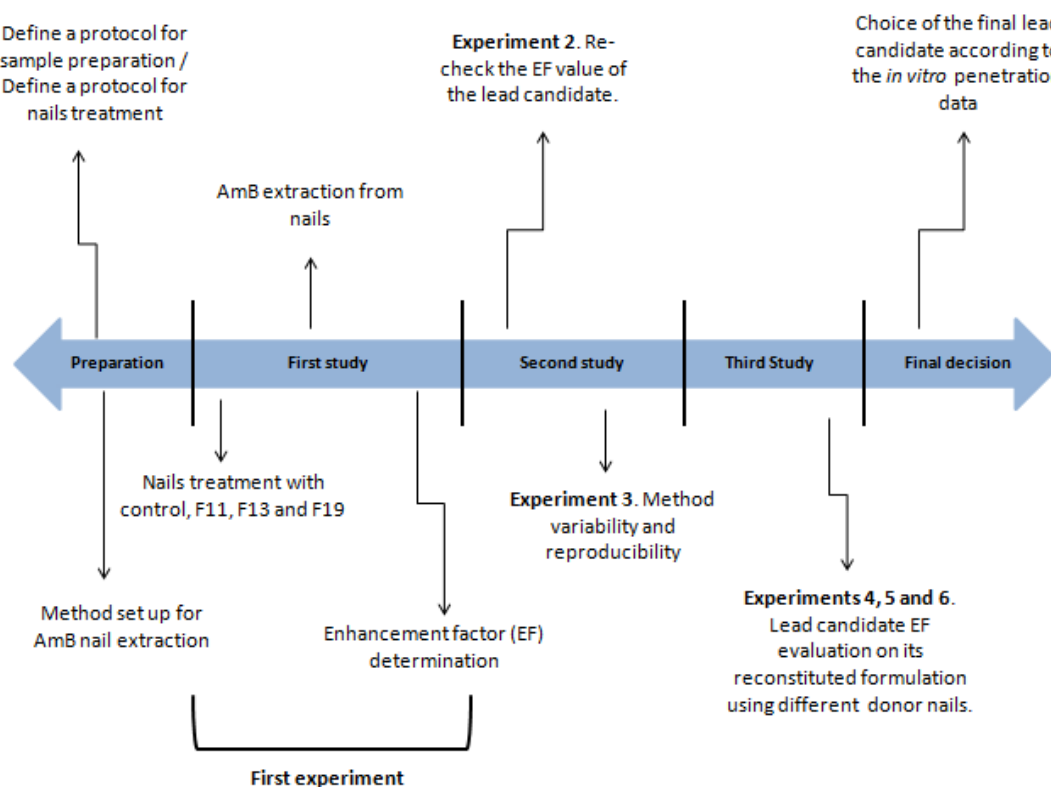 Define a protocol for
sample preparation /
Define a protocol for
nails treatment
AmB extraction from
nails
Experiment 2. Re-
check the EF value of
the lead candidate.
Choice of the final lead
candidate according to
the in vitro penetration
data
Preparation
First study
Second study
Third Study
Final decision
Nails treatment with
control, F11, F13 and F19
Method set up for
AmB nail extraction
Enhancement factor (EF)
determination
Experiment 3. Method
variability and
reproducibility
Experiments 4, 5 and 6.
Lead candidate EF
evaluation on its
reconstituted formulation
using different donor nails.
First experiment